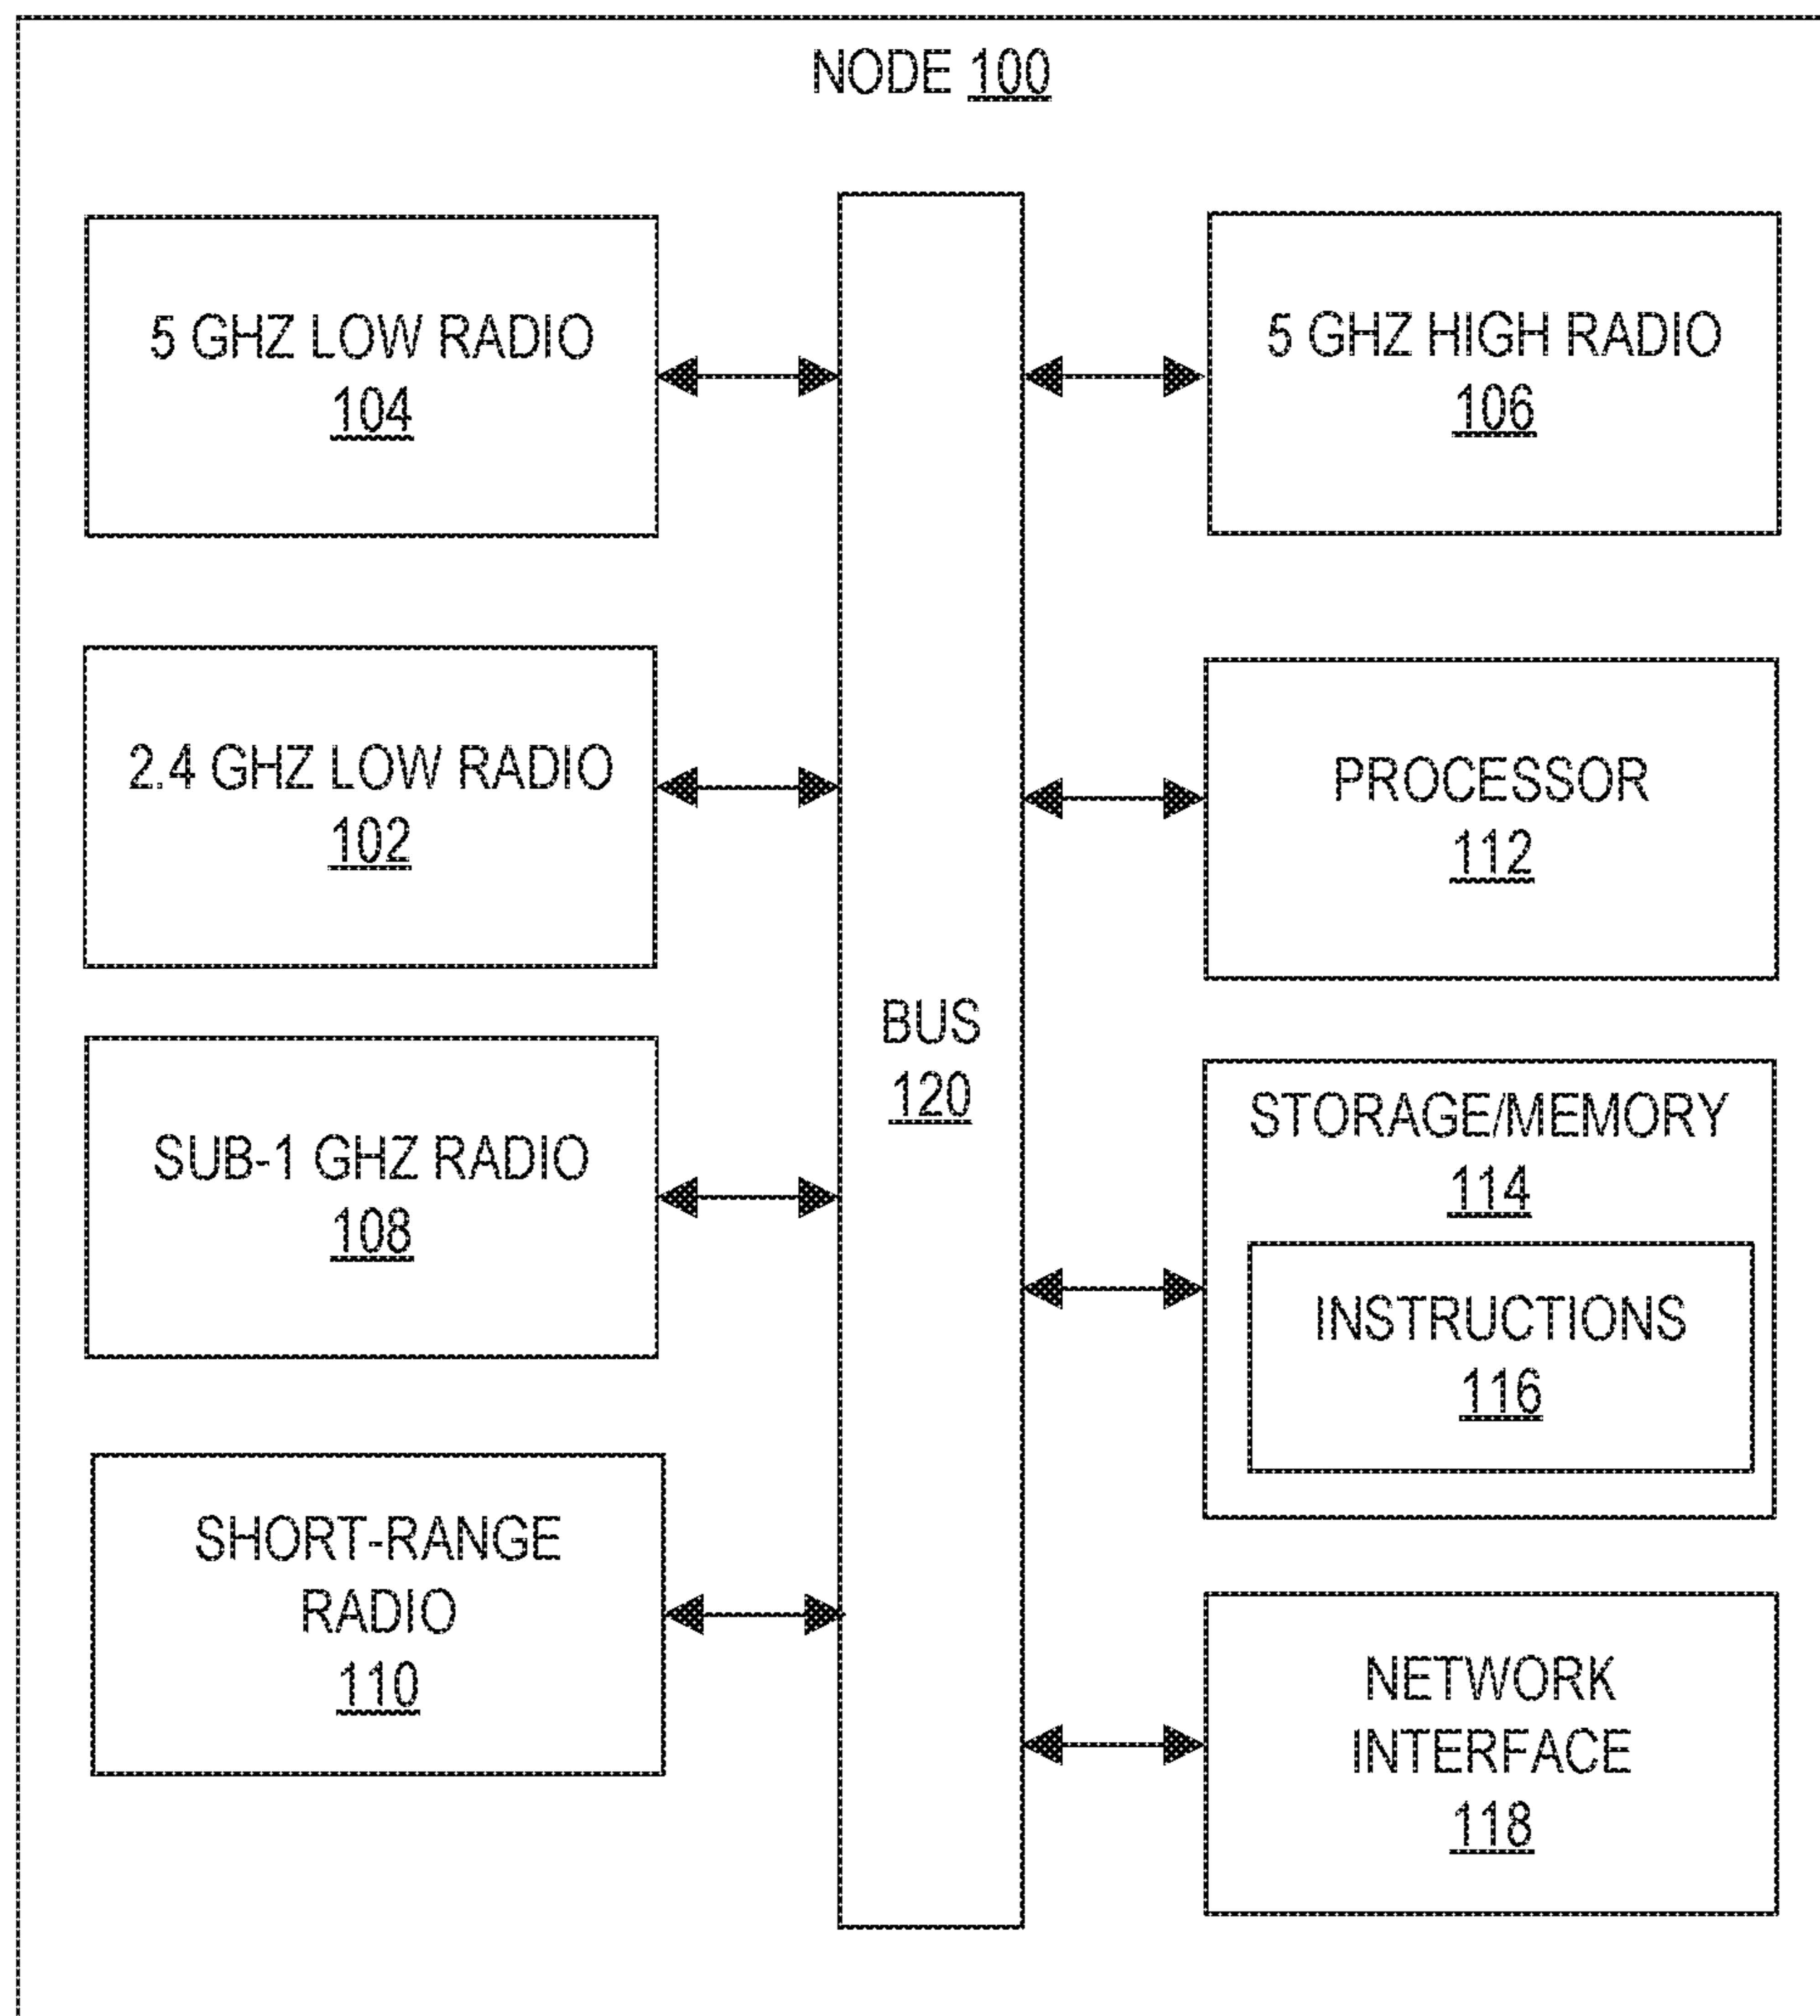 NODE 100
5 GHZ LOW RADIO
104
5 GHZ HIGH RADIO
106
2.4 GHZ LOW RADIO
102
PROCESSOR
112
BUS
120
SUB-1 GHZ RADIO
108
STORAGE/MEMORY
114
INSTRUCTIONS
116
SHORT-RANGE
RADIO
110
NETWORK
INTERFACE
118